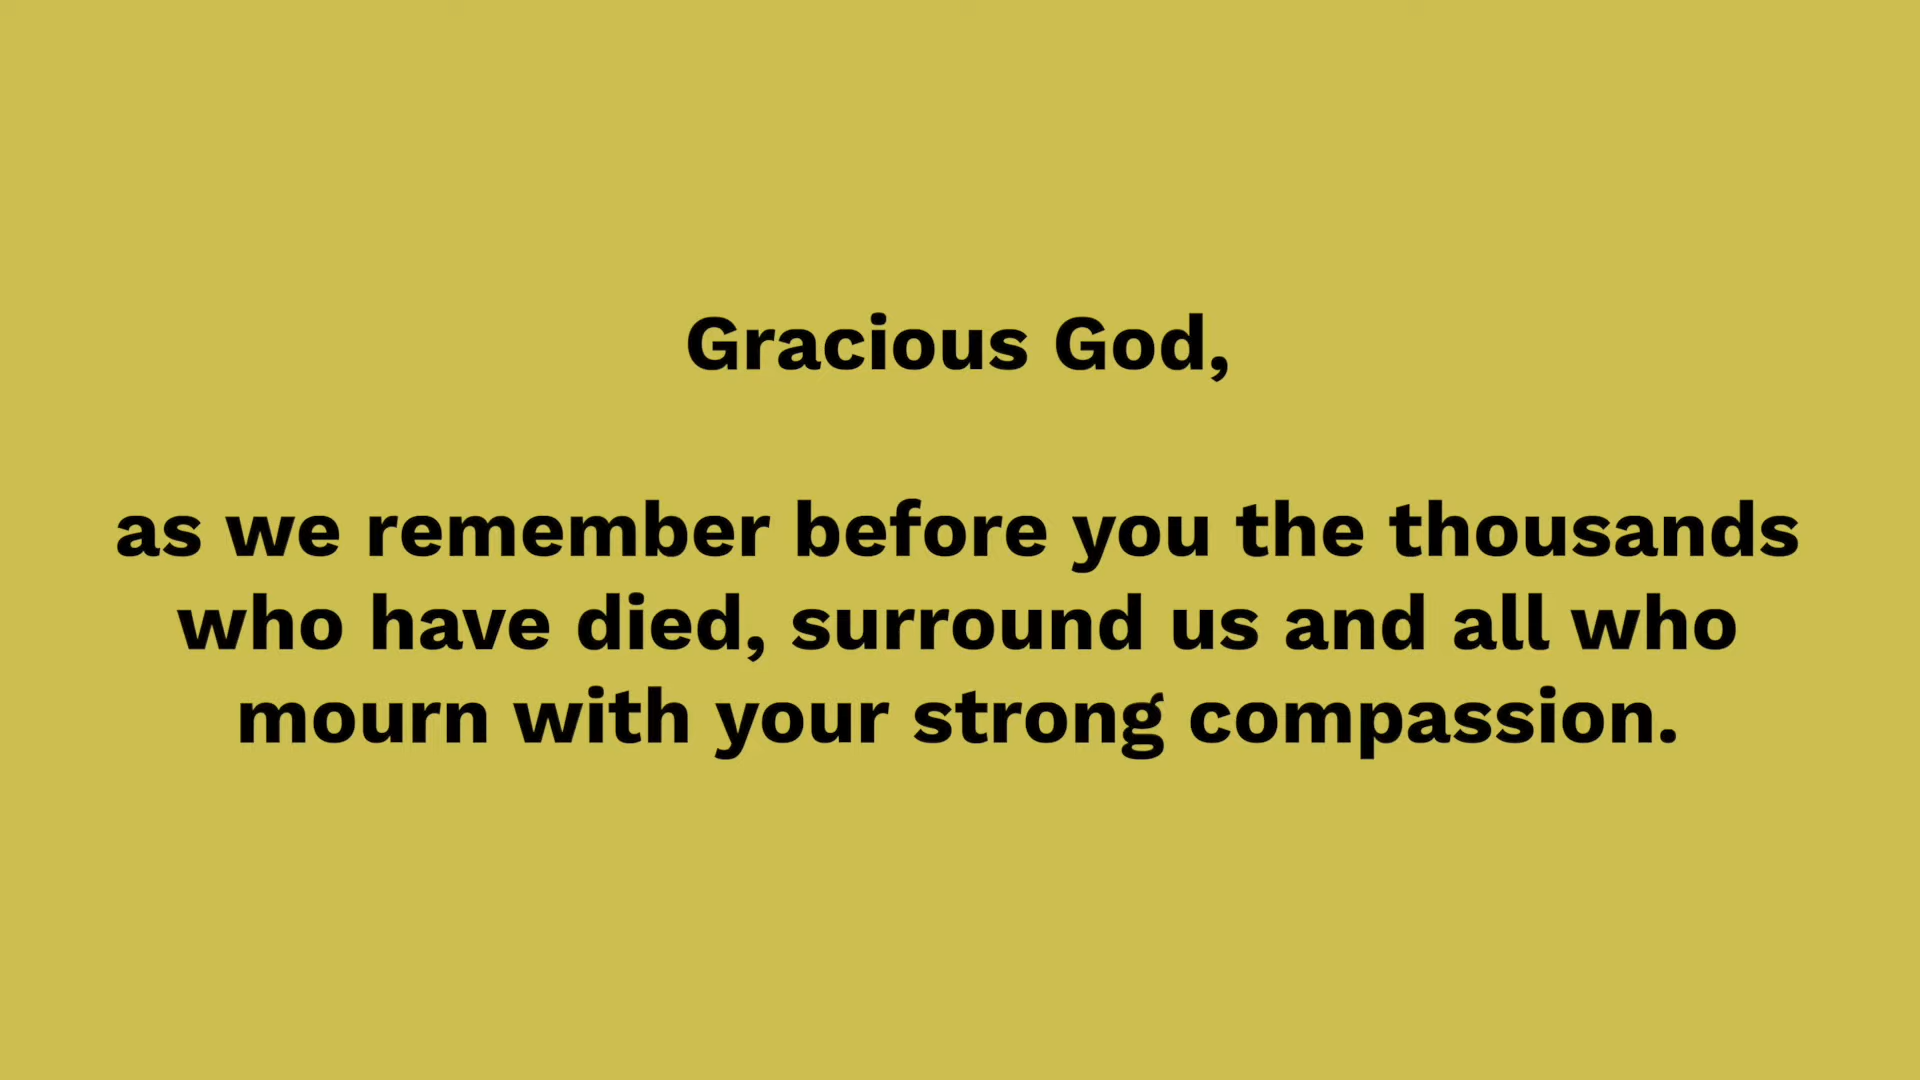 Gracious God,
as we remember before you the thousands
who have died, surround us and all who
mourn with your strong compassion.